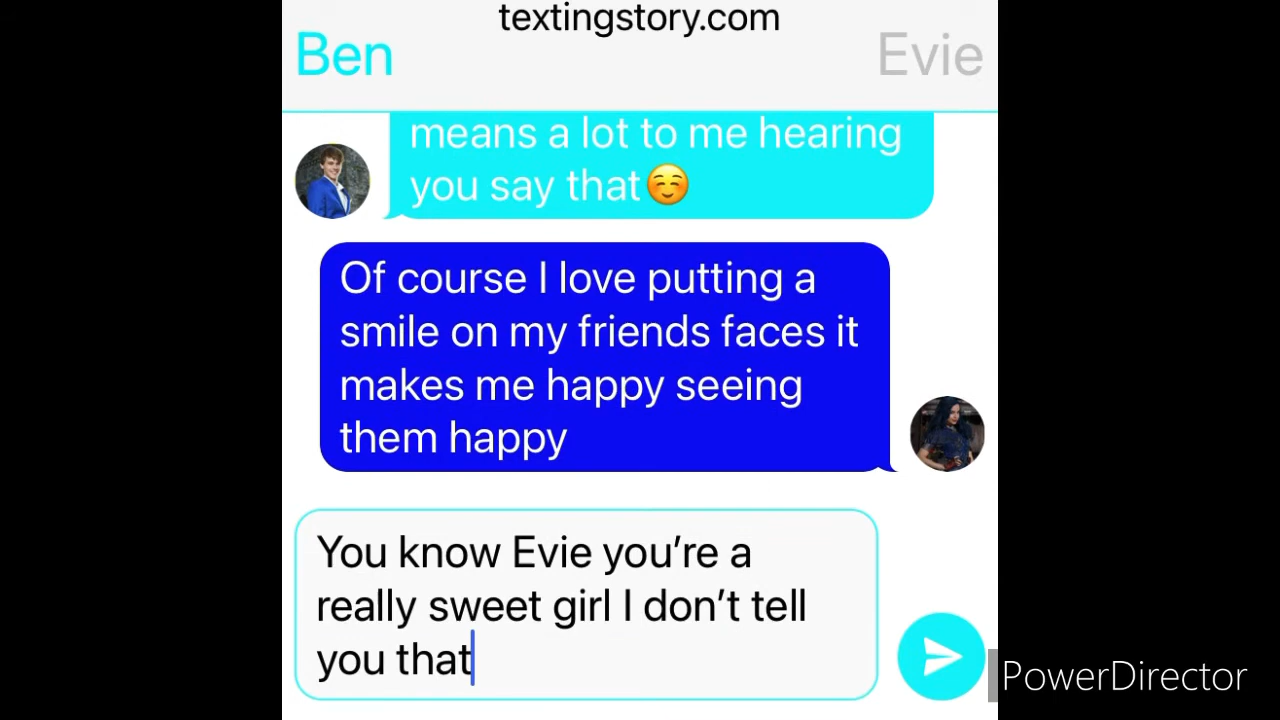 textingstory.com
Ben
Evie
means a lot to me hearing
you say that☺️
Of course I love putting a
smile on my friends faces it
makes me happy seeing
them happy
You know Evie you’re a
really sweet girl I don’t tell
you that
PowerDirector